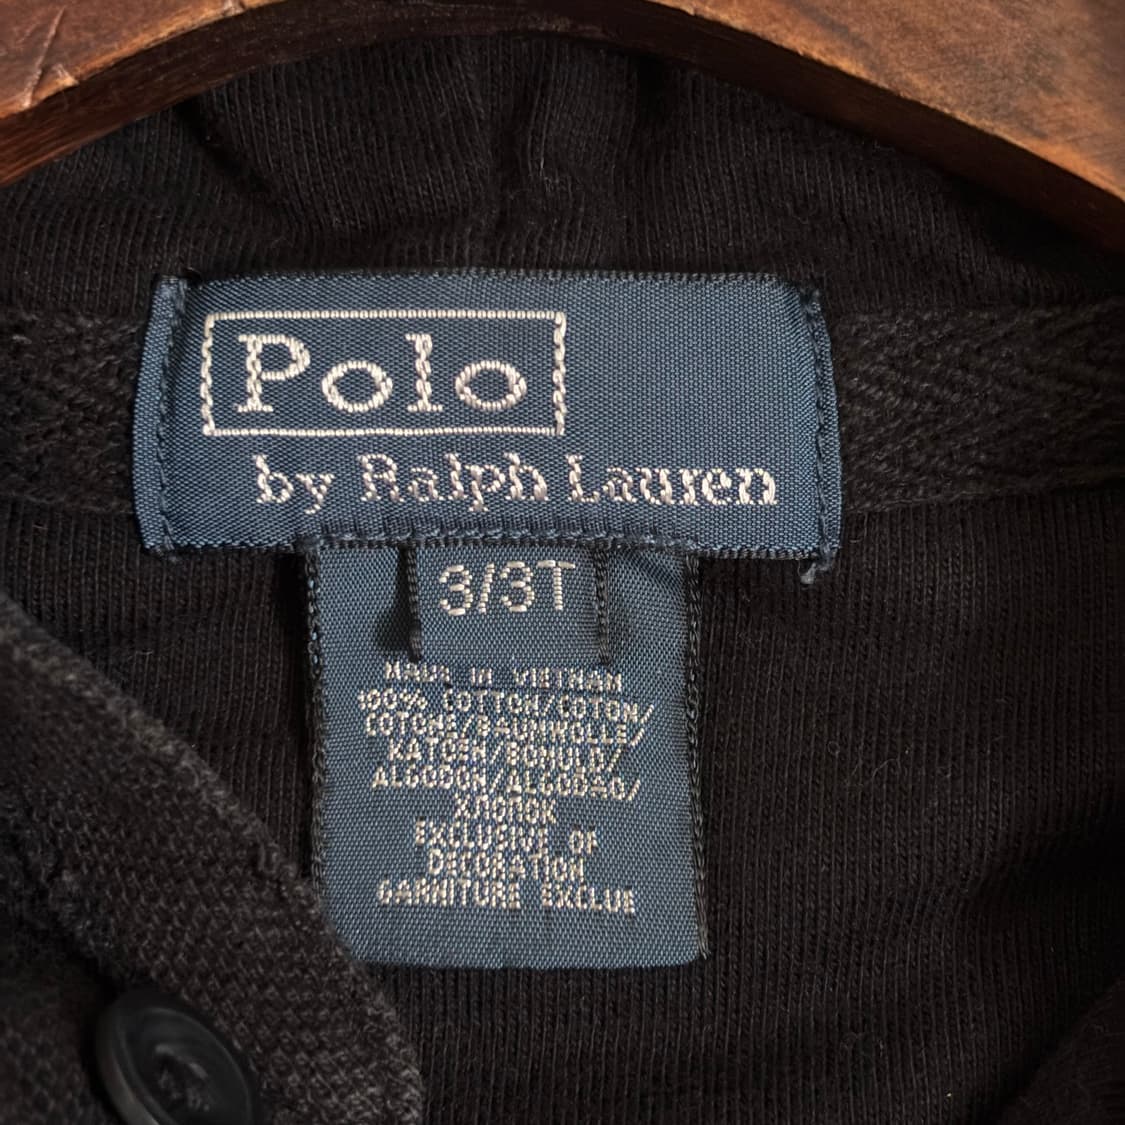 Polo
by Ralph Lauren
3/3T
MADE IN VIETNAM
100% COTTON/COTON/
COTONE/BAUMWOLLE/
KATOEN/BOMULD/
ALGODON/ALGODÃO/
ХЛОПОК
EXCLUSIVE OF
DECORATION
GARNITURE EXCLUE